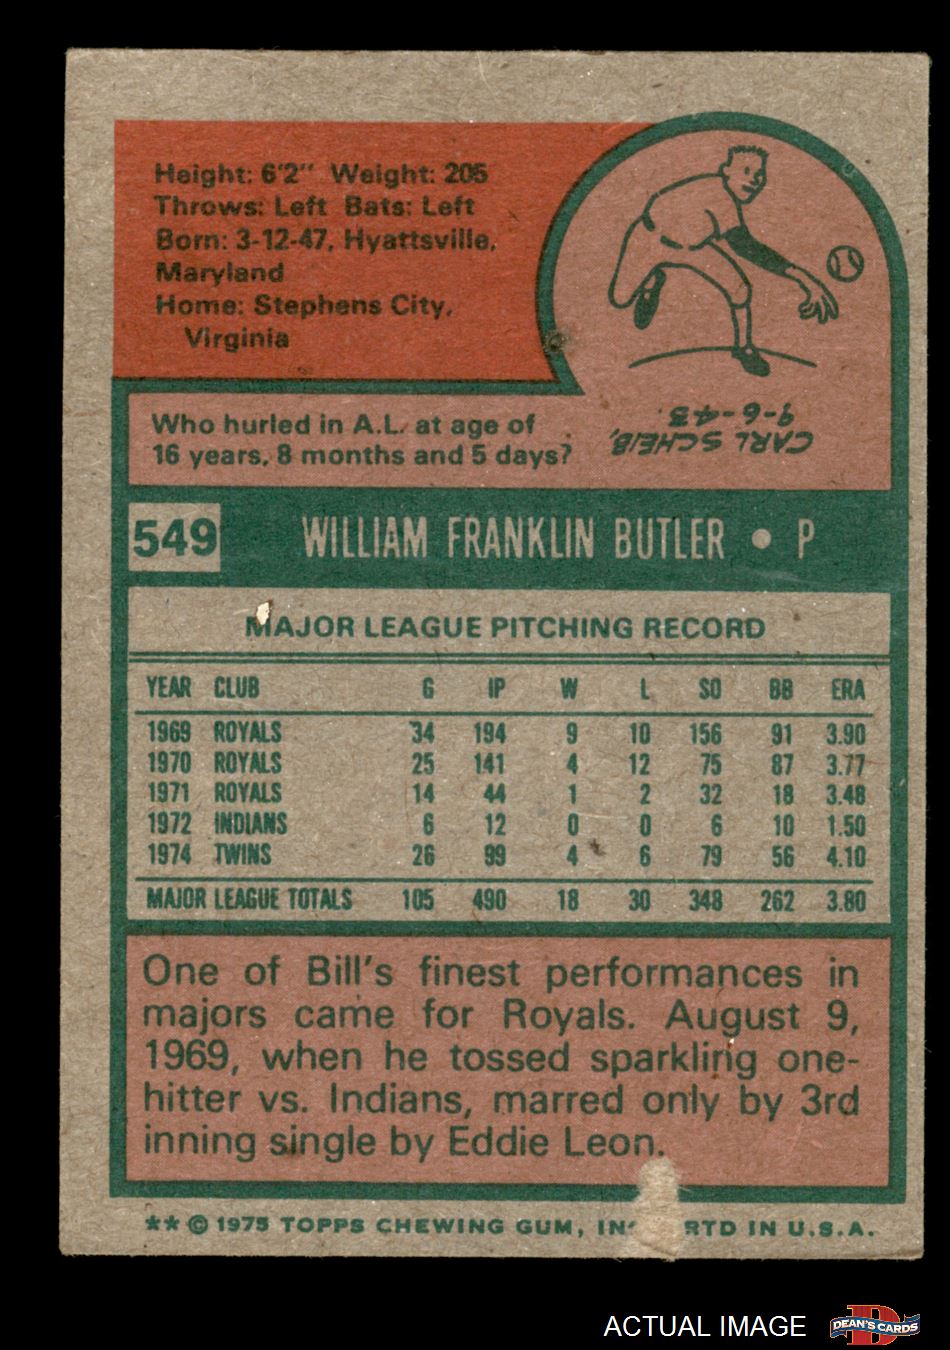 Height: 6'2" Weight: 205
Throws: Left Bats: Left
Born: 3-12-47, Hyattsville,
Maryland
Home: Stephens City,
Virginia
Who hurled in A.L. at age of
16 years, 8 months and 5 days?
CARL SCHEIB,
9-6-43
549 WILLIAM FRANKLIN BUTLER • P
MAJOR LEAGUE PITCHING RECORD
YEAR CLUB G IP W L SO BB ERA
1969 ROYALS 34 194 9 10 156 91 3.90
1970 ROYALS 25 141 4 12 75 87 3.77
1971 ROYALS 14 44 1 2 32 18 3.48
1972 INDIANS 6 12 0 0 6 10 1.50
1974 TWINS 26 99 4 6 79 56 4.10
MAJOR LEAGUE TOTALS 105 490 18 30 348 262 3.80
One of Bill's finest performances in
majors came for Royals. August 9,
1969, when he tossed sparkling one-
hitter vs. Indians, marred only by 3rd
inning single by Eddie Leon.
** © 1975 TOPPS CHEWING GUM, IN RTD IN U.S.A.
ACTUAL IMAGE
DEAN'S CARDS